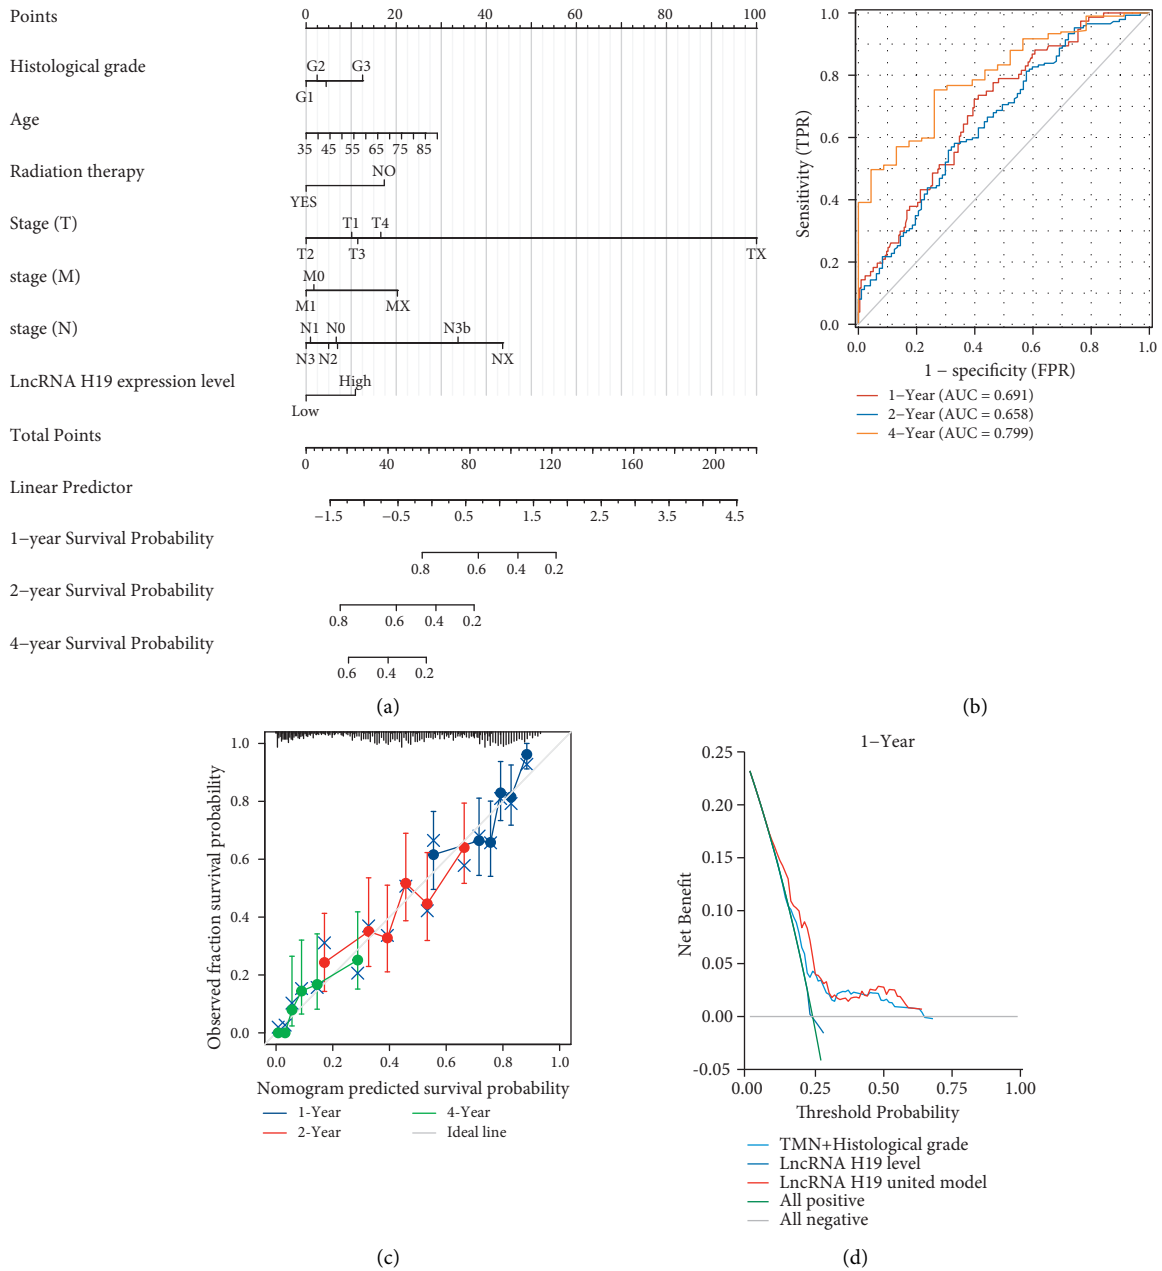 Points
0 20 40 60 80 100
Histological grade
G2 G3
G1
Age
35 45 55 65 75 85
Radiation therapy
NO
YES
Stage (T)
T1 T4
T2 T3 TX
stage (M)
M0
M1 MX
stage (N)
N1 N0 N3b
N3 N2 NX
LncRNA H19 expression level
High
Low
Total Points
0 40 80 120 160 200
Linear Predictor
−1.5 −0.5 0.5 1.5 2.5 3.5 4.5
1−year Survival Probability
0.8 0.6 0.4 0.2
2−year Survival Probability
0.8 0.6 0.4 0.2
4−year Survival Probability
0.6 0.4 0.2
(a)
Sensitivity (TPR)
1.0
0.8
0.6
0.4
0.2
0.0
0.0 0.2 0.4 0.6 0.8 1.0
1 − specificity (FPR)
1−Year (AUC = 0.691)
2−Year (AUC = 0.658)
4−Year (AUC = 0.799)
(b)
Observed fraction survival probability
1.0
0.8
0.6
0.4
0.2
0.0
0.0 0.2 0.4 0.6 0.8 1.0
Nomogram predicted survival probability
1-Year 4-Year
2-Year Ideal line
(c)
1−Year
Net Benefit
0.25
0.20
0.15
0.10
0.05
0.00
-0.05
0.00 0.25 0.50 0.75 1.00
Threshold Probability
TMN+Histological grade
LncRNA H19 level
LncRNA H19 united model
All positive
All negative
(d)